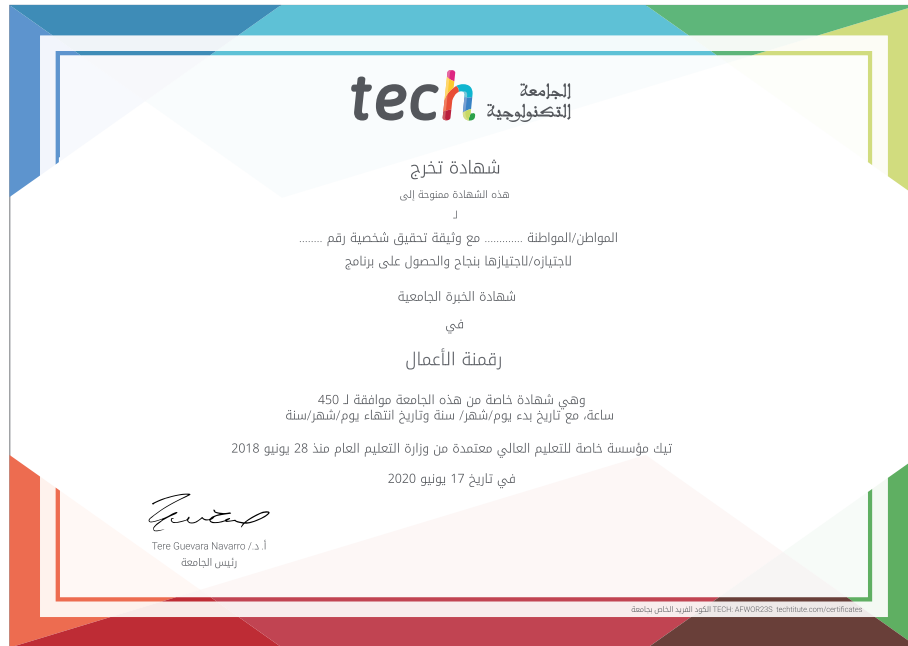 tech الجامعة
التكنولوجية
شهادة تخرج
هذه الشهادة ممنوحة إلى
لـ
المواطن/المواطنة ............ مع وثيقة تحقيق شخصية رقم ........
لاجتيازه/لاجتيازها بنجاح والحصول على برنامج
شهادة الخبرة الجامعية
في
رقمنة الأعمال
وهي شهادة خاصة من هذه الجامعة موافقة لـ 450
ساعة، مع تاريخ بدء يوم/شهر/ سنة وتاريخ انتهاء يوم/شهر/سنة
تيك مؤسسة خاصة للتعليم العالي معتمدة من وزارة التعليم العام منذ 28 يونيو 2018
في تاريخ 17 يونيو 2020
أ.د./ Tere Guevara Navarro
رئيس الجامعة
الكود الفريد الخاص بجامعة TECH: AFWOR23S techtitute.com/certificates